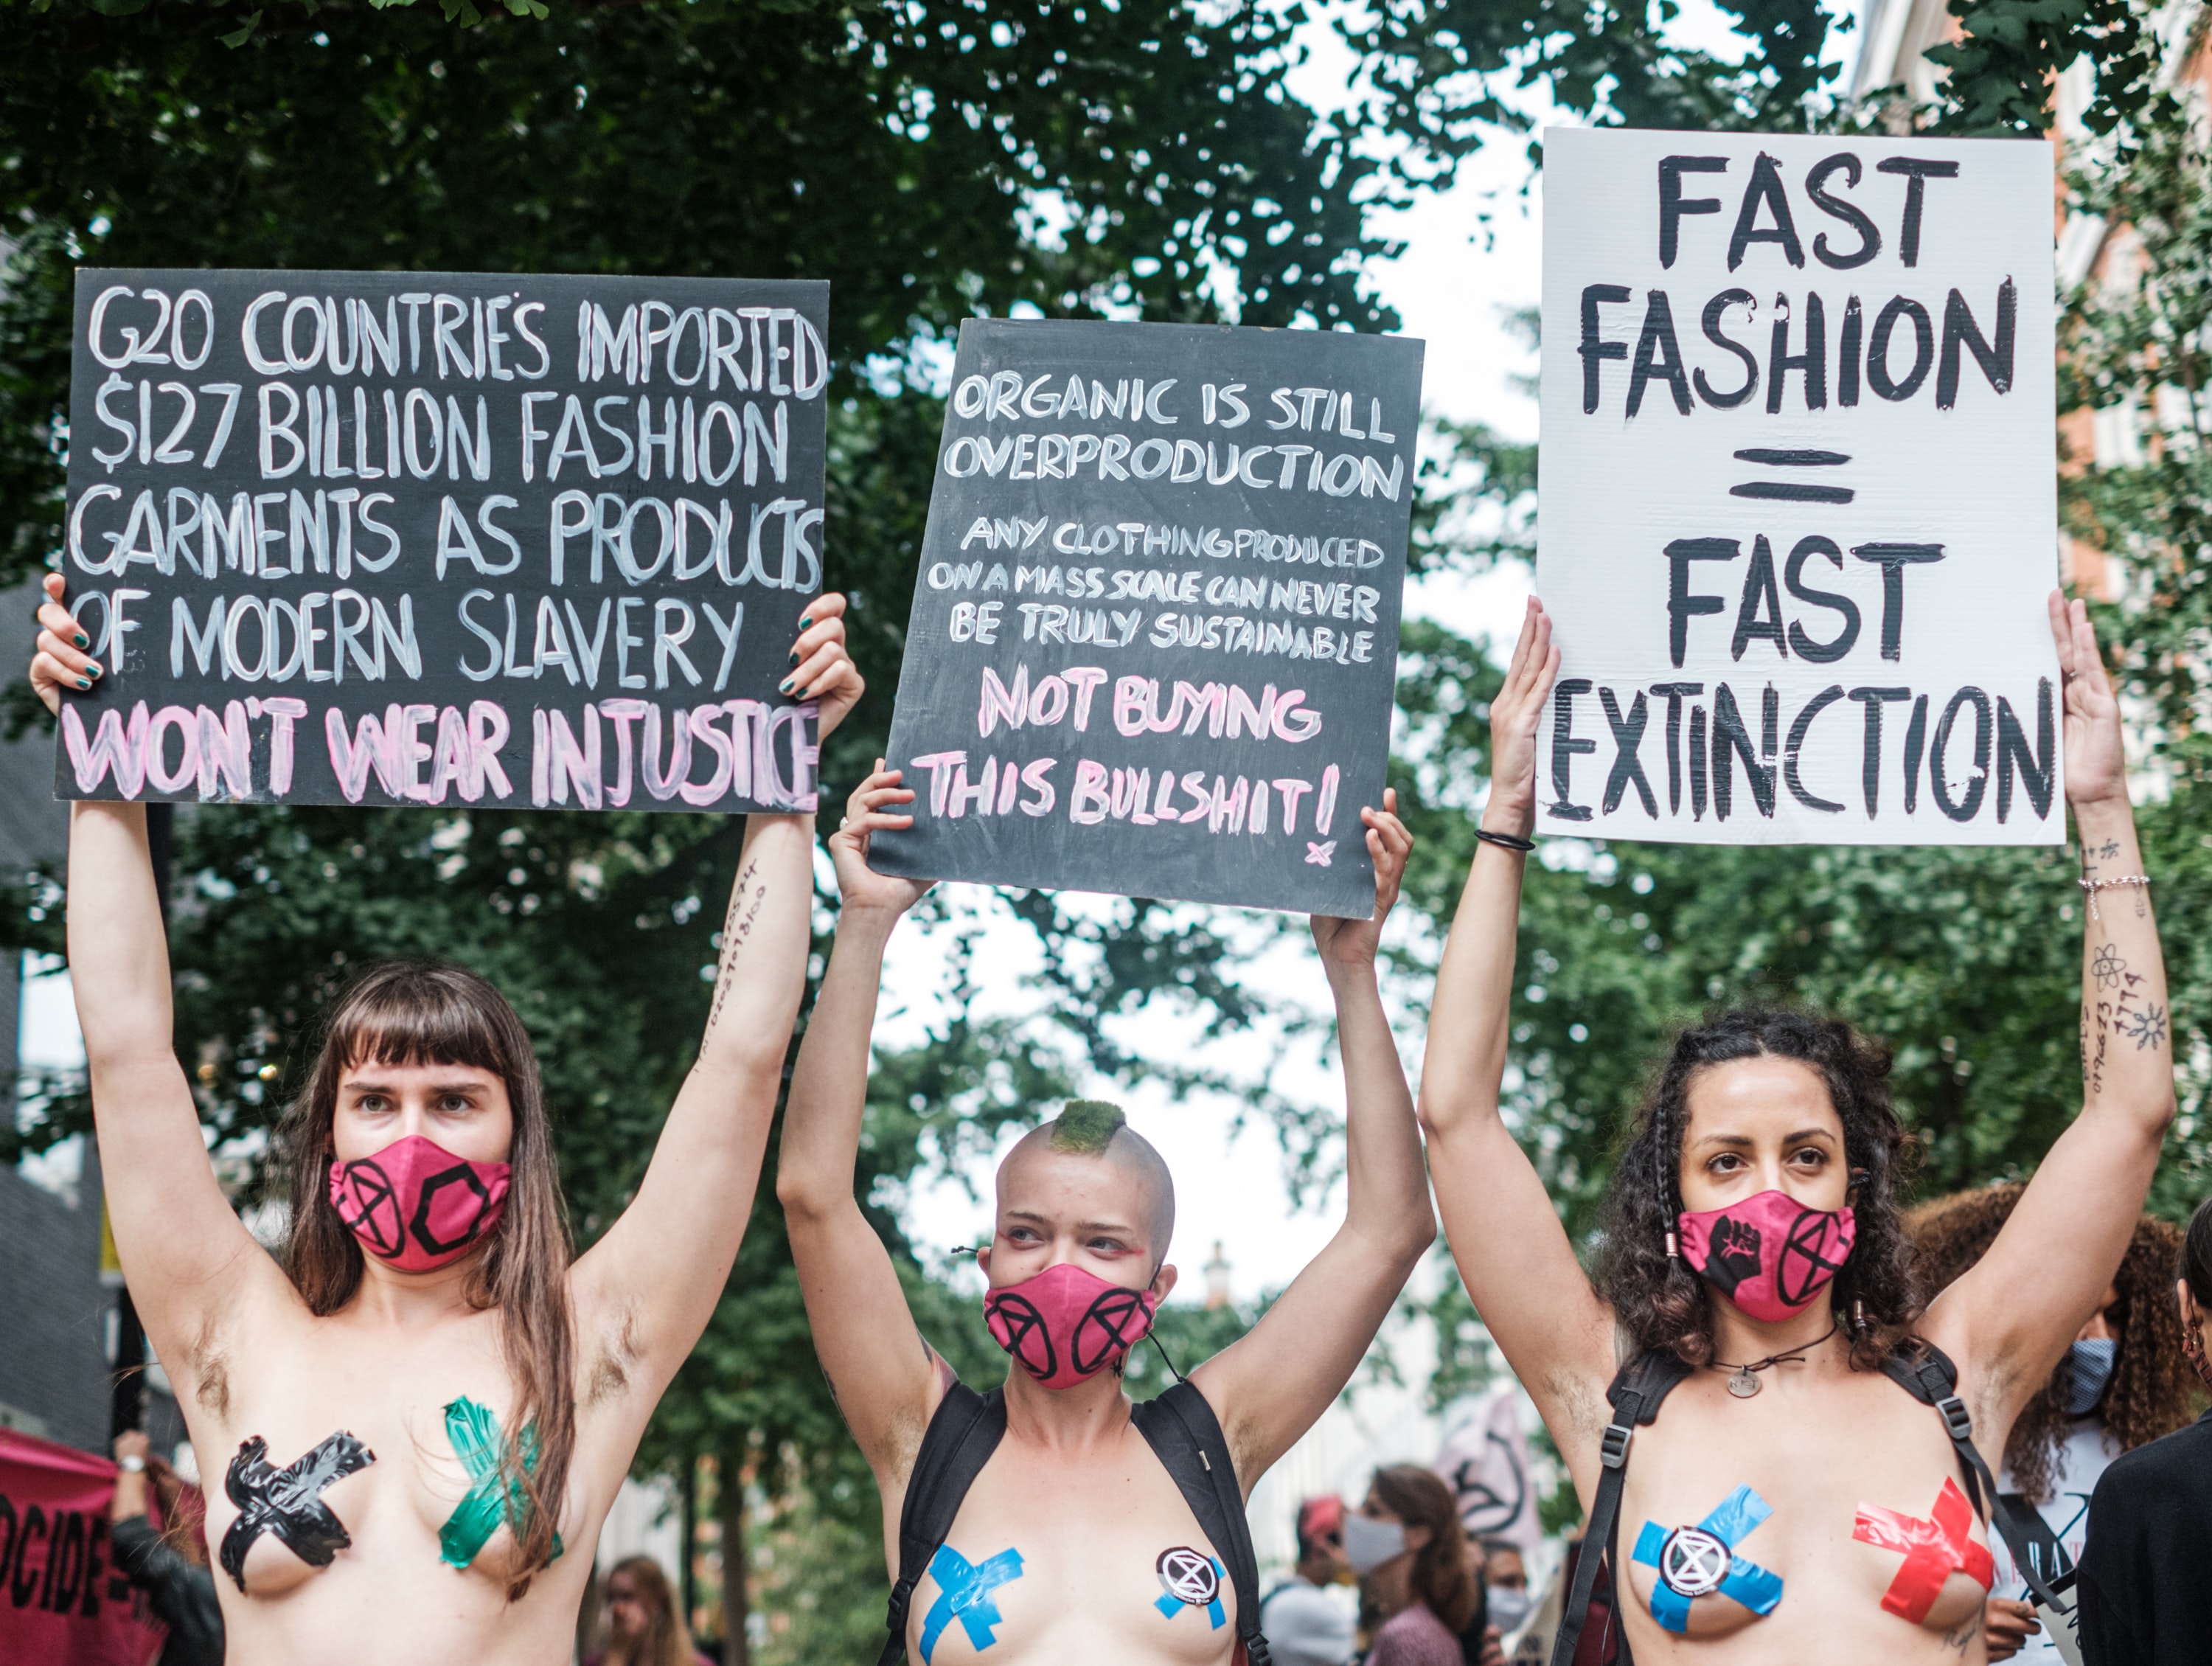 G20 COUNTRIES IMPORTED
$127 BILLION FASHION
GARMENTS AS PRODUCTS
OF MODERN SLAVERY
WON'T WEAR INJUSTICE
ORGANIC IS STILL
OVERPRODUCTION
ANY CLOTHING PRODUCED
ON A MASS SCALE CAN NEVER
BE TRULY SUSTAINABLE
NOT BUYING
THIS BULLSHIT!
x
FAST
FASHION
=
FAST
EXTINCTION